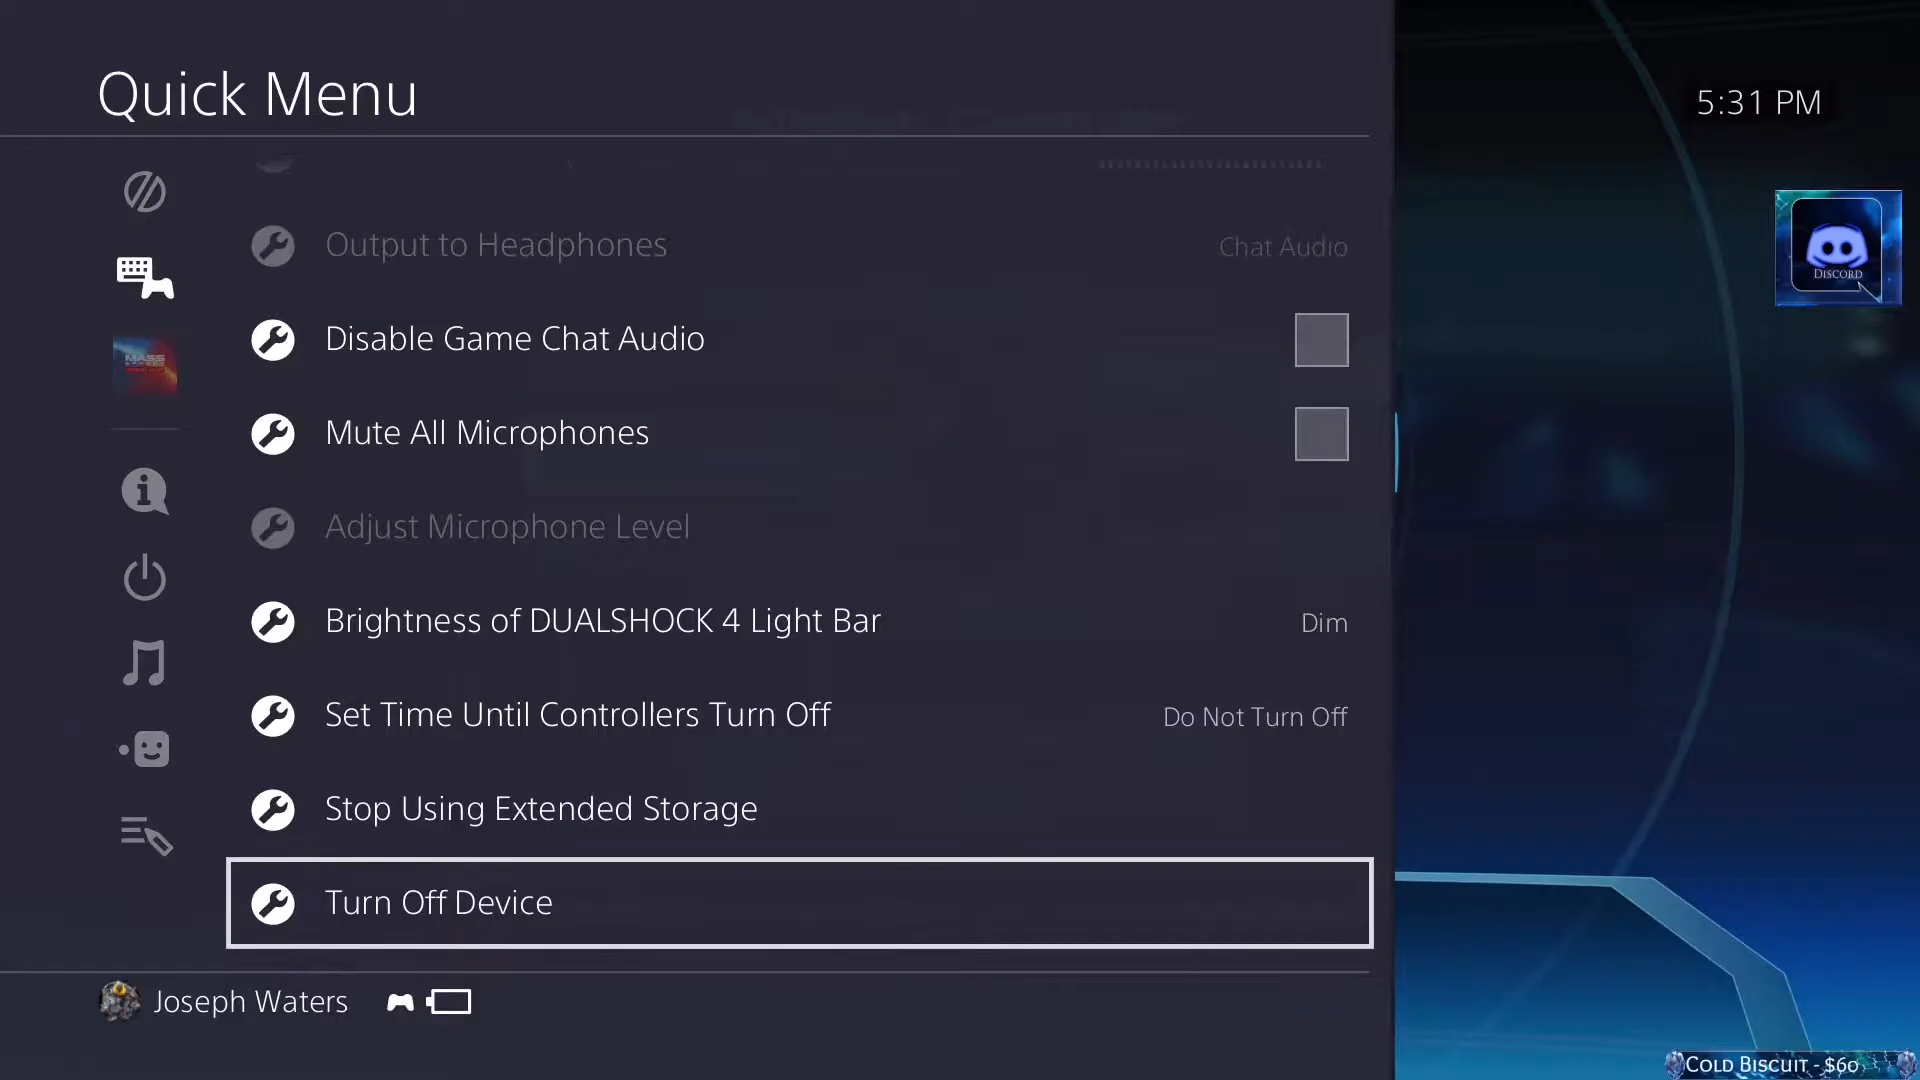 Quick Menu
5:31 PM
Output to Headphones
Chat Audio
DISCORD
Disable Game Chat Audio
MASS
Mute All Microphones
Adjust Microphone Level
Brightness of DUALSHOCK 4 Light Bar
Dim
Set Time Until Controllers Turn Off
Do Not Turn Off
Stop Using Extended Storage
Turn Off Device
Joseph Waters
COLD BISCUIT - $60